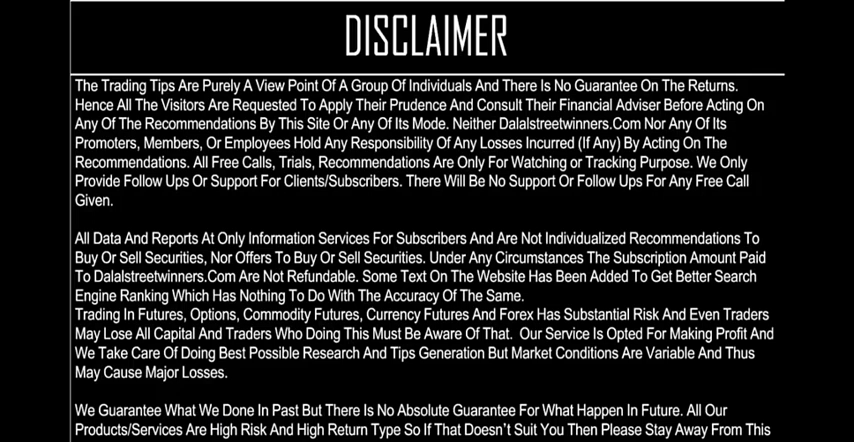 DISCLAIMER
The Trading Tips Are Purely A View Point Of A Group Of Individuals And There Is No Guarantee On The Returns.
Hence All The Visitors Are Requested To Apply Their Prudence And Consult Their Financial Adviser Before Acting On
Any Of The Recommendations By This Site Or Any Of Its Mode. Neither Dalalstreetwinners.Com Nor Any Of Its
Promoters, Members, Or Employees Hold Any Responsibility Of Any Losses Incurred (If Any) By Acting On The
Recommendations. All Free Calls, Trials, Recommendations Are Only For Watching or Tracking Purpose. We Only
Provide Follow Ups Or Support For Clients/Subscribers. There Will Be No Support Or Follow Ups For Any Free Call
Given.
All Data And Reports At Only Information Services For Subscribers And Are Not Individualized Recommendations To
Buy Or Sell Securities, Nor Offers To Buy Or Sell Securities. Under Any Circumstances The Subscription Amount Paid
To Dalalstreetwinners.Com Are Not Refundable. Some Text On The Website Has Been Added To Get Better Search
Engine Ranking Which Has Nothing To Do With The Accuracy Of The Same.
Trading In Futures, Options, Commodity Futures, Currency Futures And Forex Has Substantial Risk And Even Traders
May Lose All Capital And Traders Who Doing This Must Be Aware Of That. Our Service Is Opted For Making Profit And
We Take Care Of Doing Best Possible Research And Tips Generation But Market Conditions Are Variable And Thus
May Cause Major Losses.
We Guarantee What We Done In Past But There Is No Absolute Guarantee For What Happen In Future. All Our
Products/Services Are High Risk And High Return Type So If That Doesn't Suit You Then Please Stay Away From This